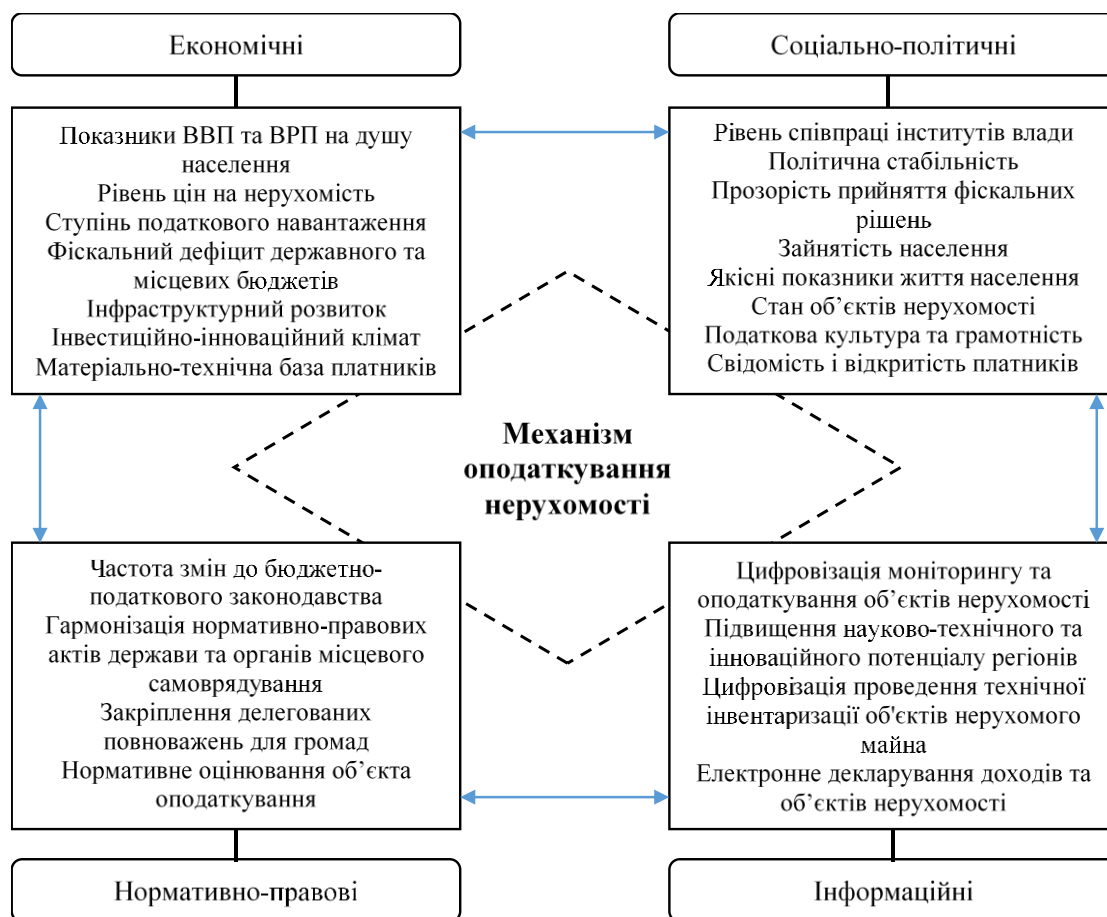 Економічні
Соціально-політичні
Показники ВВП та ВРП на душу
населення
Рівень цін на нерухомість
Ступінь податкового навантаження
Фіскальний дефіцит державного та
місцевих бюджетів
Інфраструктурний розвиток
Інвестиційно-інноваційний клімат
Матеріально-технічна база платників
Рівень співпраці інститутів влади
Політична стабільність
Прозорість прийняття фіскальних
рішень
Зайнятість населення
Якісні показники життя населення
Стан об’єктів нерухомості
Податкова культура та грамотність
Свідомість і відкритість платників
Механізм
оподаткування
нерухомості
Частота змін до бюджетно-
податкового законодавства
Гармонізація нормативно-правових
актів держави та органів місцевого
самоврядування
Закріплення делегованих
повноважень для громад
Нормативне оцінювання об’єкта
оподаткування
Цифровізація моніторингу та
оподаткування об’єктів нерухомості
Підвищення науково-технічного та
інноваційного потенціалу регіонів
Цифровізація проведення технічної
інвентаризації об'єктів нерухомого
майна
Електронне декларування доходів та
об’єктів нерухомості
Нормативно-правові
Інформаційні